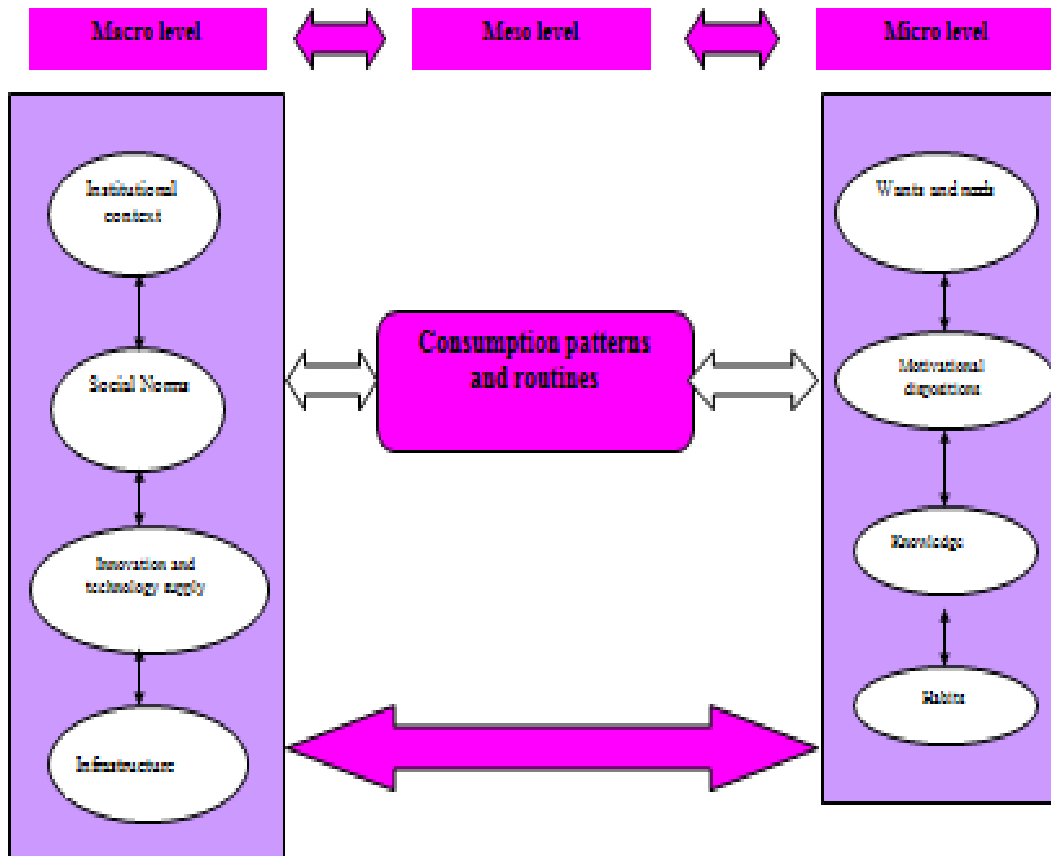 Macro level
Meso level
Micro level
Institutional
context
Social Norms
Innovation and
technology supply
Infrastructure
Consumption patterns
and routines
Wants and needs
Motivational
dispositions
Knowledge
Habits